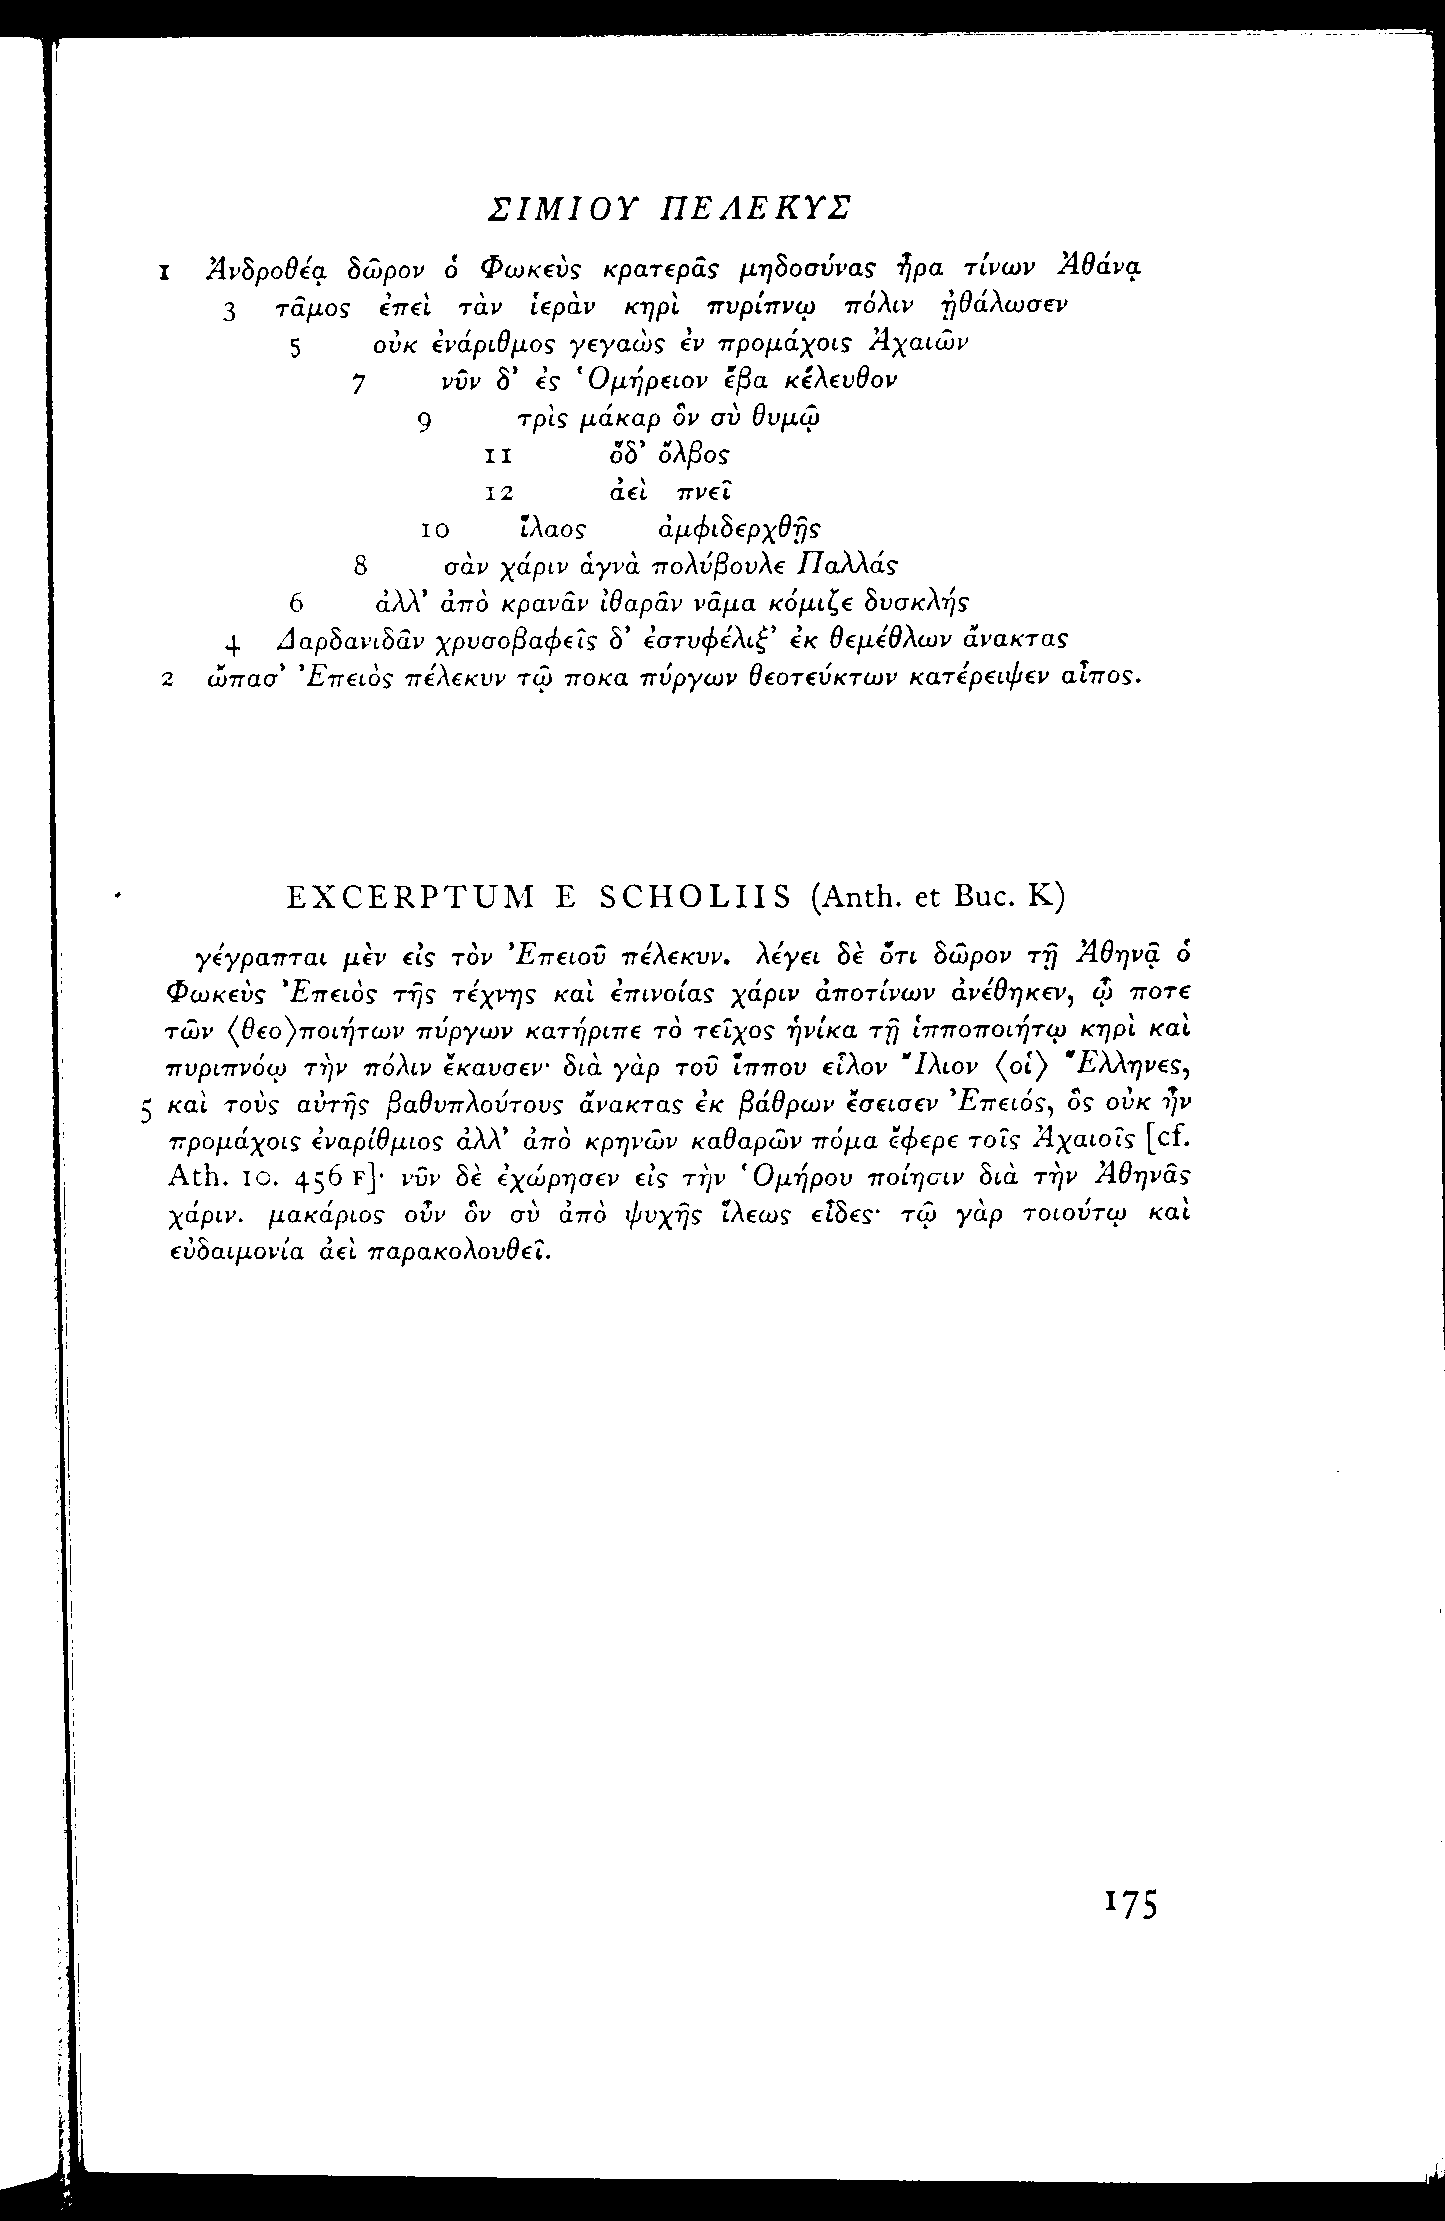 ΣΙΜΙΟΥ ΠΕΛΕΚΥΣ
1 Ἀνδροθέᾳ δῶρον ὁ Φωκεὺς κρατερᾶς μηδοσύνας ἦρα τίνων Ἀθάνᾳ
3 τᾶμος ἐπεὶ τὰν ἱερὰν κηρὶ πυρίπνῳ πόλιν ᾐθάλωσεν
5 οὐκ ἐνάριθμος γεγαὼς ἐν προμάχοις Ἀχαιῶν
7 νῦν δ’ ἐς Ὁμήρειον ἔβα κέλευθον
9 τρὶς μάκαρ ὃν σὺ θυμῷ
11 ὅδ’ ὄλβος
12 ἀεὶ πνεῖ
10 ἵλαος ἀμφιδερχθῇς
8 σὰν χάριν ἁγνὰ πολύβουλε Παλλάς
6 ἀλλ’ ἀπὸ κρανᾶν ἰθαρᾶν νᾶμα κόμιζε δυσκλής
4 Δαρδανιδᾶν χρυσοβαφεῖς δ’ ἐστυφέλιξ’ ἐκ θεμέθλων ἄνακτας
2 ὤπασ’ Ἐπειὸς πέλεκυν τῷ ποκα πύργων θεοτεύκτων κατέρειψεν αἶπος.
EXCERPTUM E SCHOLIIS (Anth. et Buc. K)
γέγραπται μὲν εἰς τὸν Ἐπειοῦ πέλεκυν. λέγει δὲ ὅτι δῶρον τῇ Ἀθηνᾷ ὁ
Φωκεὺς Ἐπειὸς τῆς τέχνης καὶ ἐπινοίας χάριν ἀποτίνων ἀνέθηκεν, ᾧ ποτε
τῶν ⟨θεο⟩ποιήτων πύργων κατήριπε τὸ τεῖχος ἡνίκα τῇ ἱπποποιήτῳ κηρὶ καὶ
πυριπνόῳ τὴν πόλιν ἔκαυσεν· διὰ γὰρ τοῦ ἵππου εἷλον Ἴλιον ⟨οἱ⟩ Ἕλληνες,
5 καὶ τοὺς αὐτῆς βαθυπλούτους ἄνακτας ἐκ βάθρων ἔσεισεν Ἐπειός, ὃς οὐκ ἦν
προμάχοις ἐναρίθμιος ἀλλ’ ἀπὸ κρηνῶν καθαρῶν πόμα ἔφερε τοῖς Ἀχαιοῖς [cf.
Ath. 10. 456 F]· νῦν δὲ ἐχώρησεν εἰς τὴν Ὁμήρου ποίησιν διὰ τὴν Ἀθηνᾶς
χάριν. μακάριος οὖν ὃν σὺ ἀπὸ ψυχῆς ἵλεως εἶδες· τῷ γὰρ τοιούτῳ καὶ
εὐδαιμονία ἀεὶ παρακολουθεῖ.
175